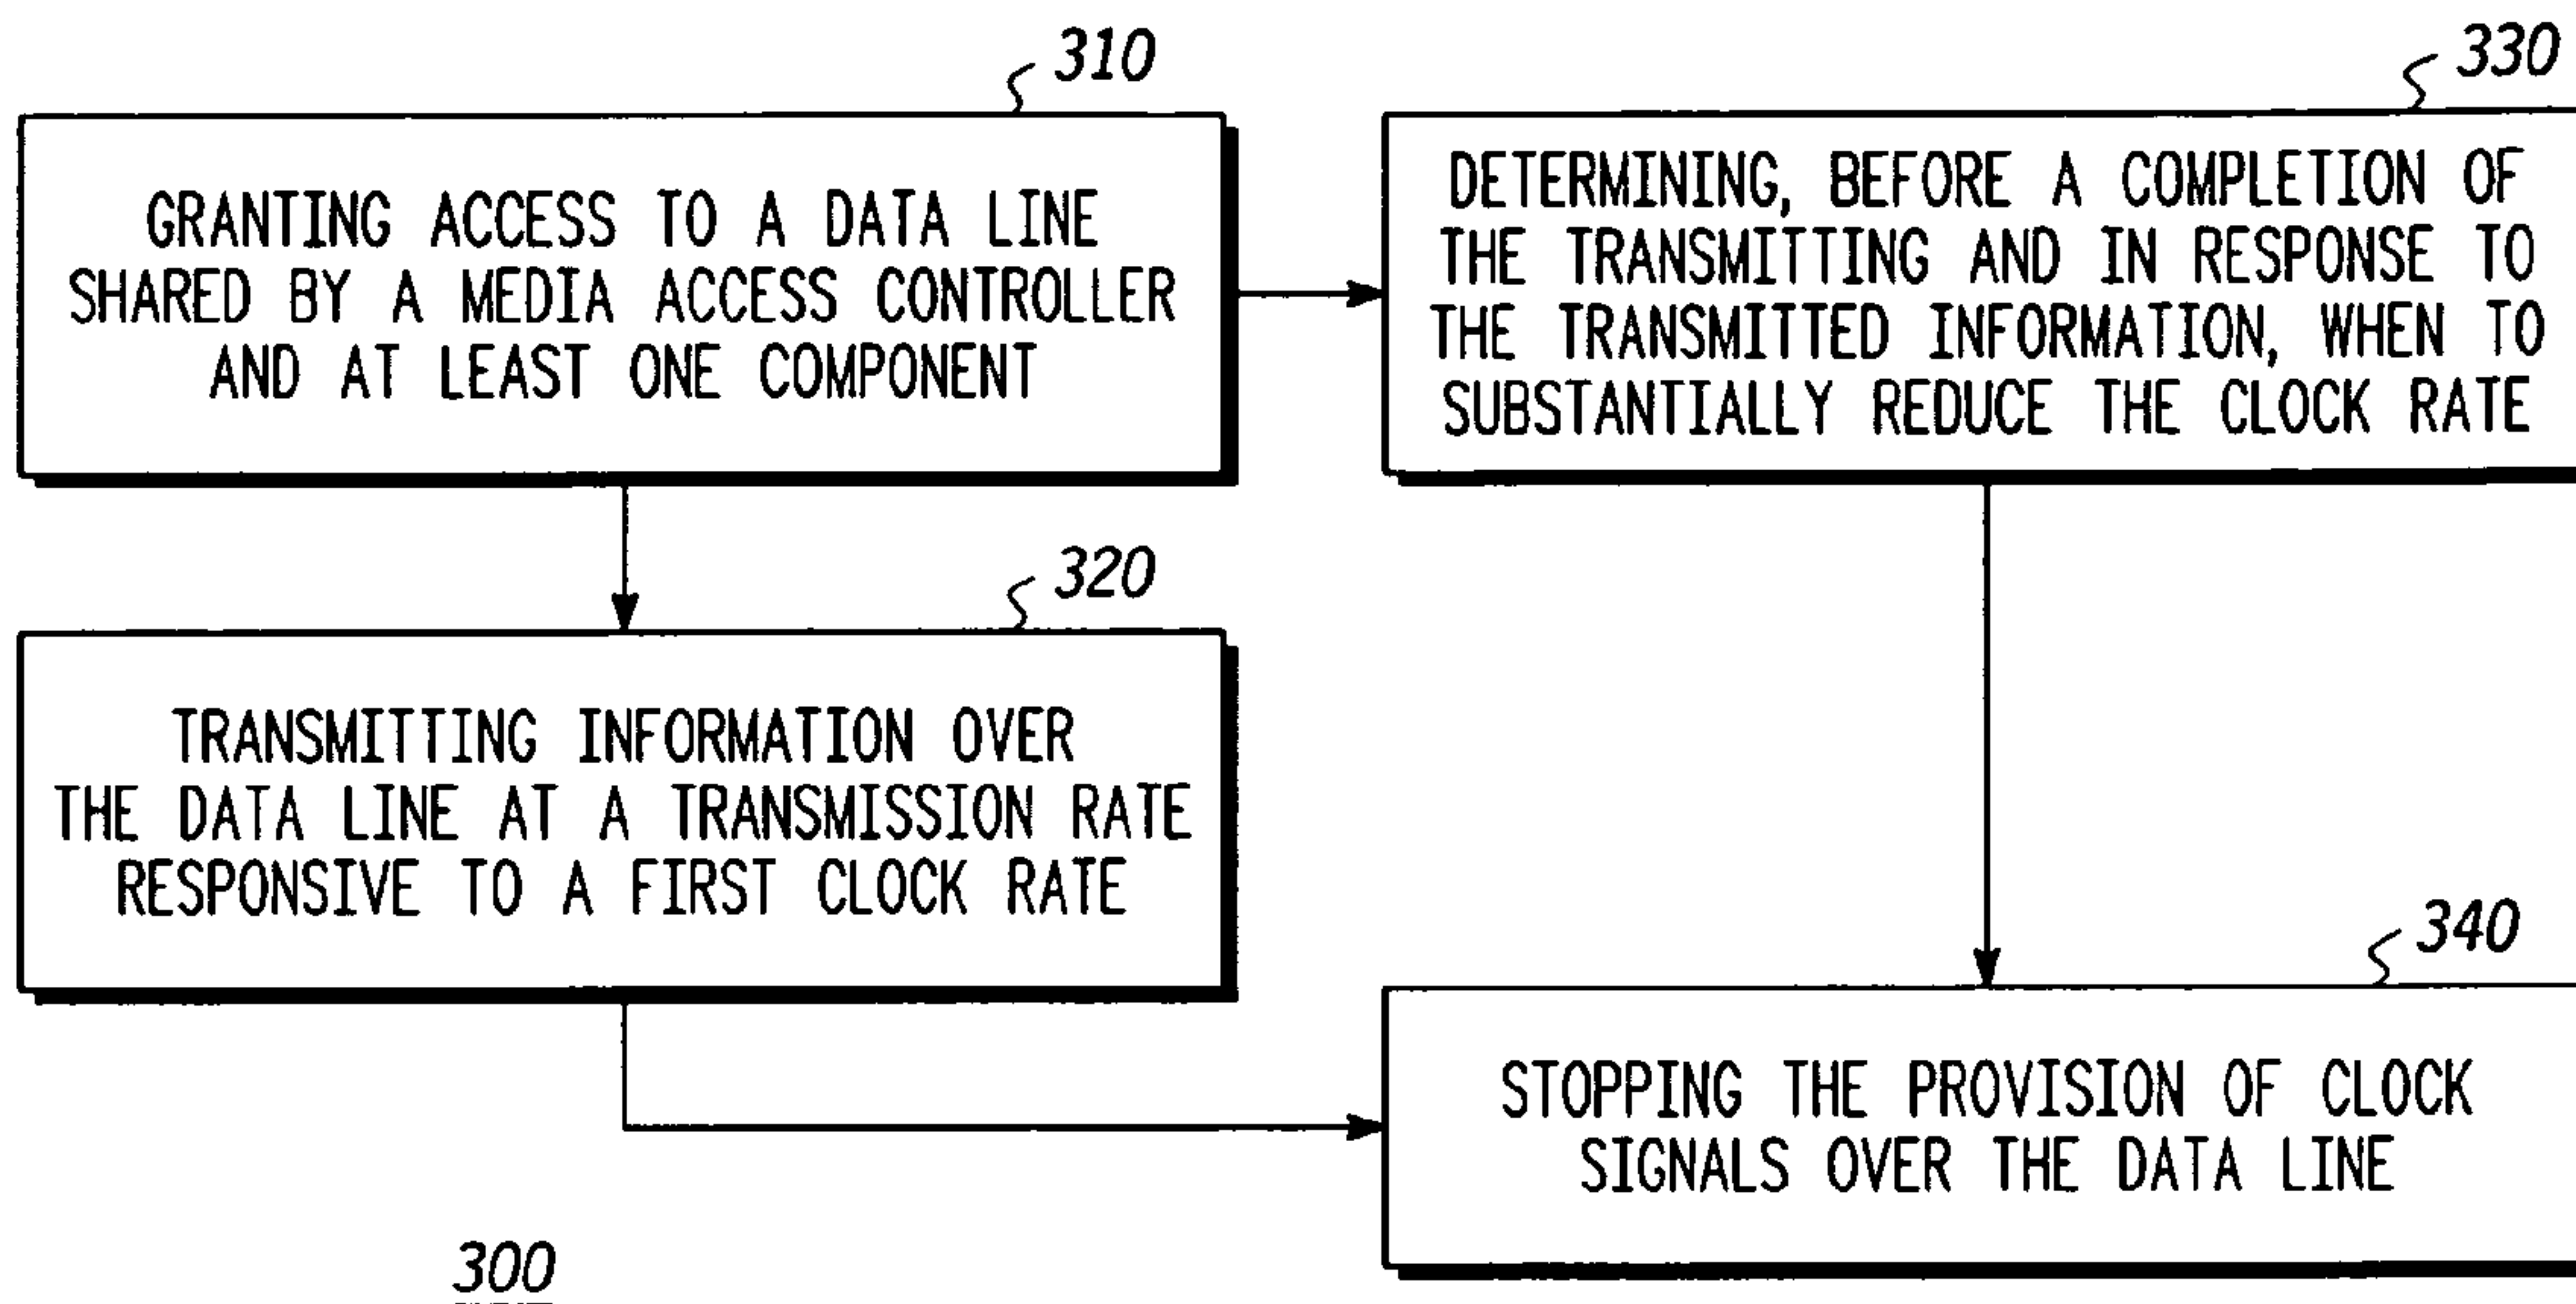 310
GRANTING ACCESS TO A DATA LINE
SHARED BY A MEDIA ACCESS CONTROLLER
AND AT LEAST ONE COMPONENT
330
DETERMINING, BEFORE A COMPLETION OF
THE TRANSMITTING AND IN RESPONSE TO
THE TRANSMITTED INFORMATION, WHEN TO
SUBSTANTIALLY REDUCE THE CLOCK RATE
320
TRANSMITTING INFORMATION OVER
THE DATA LINE AT A TRANSMISSION RATE
RESPONSIVE TO A FIRST CLOCK RATE
340
STOPPING THE PROVISION OF CLOCK
SIGNALS OVER THE DATA LINE
300